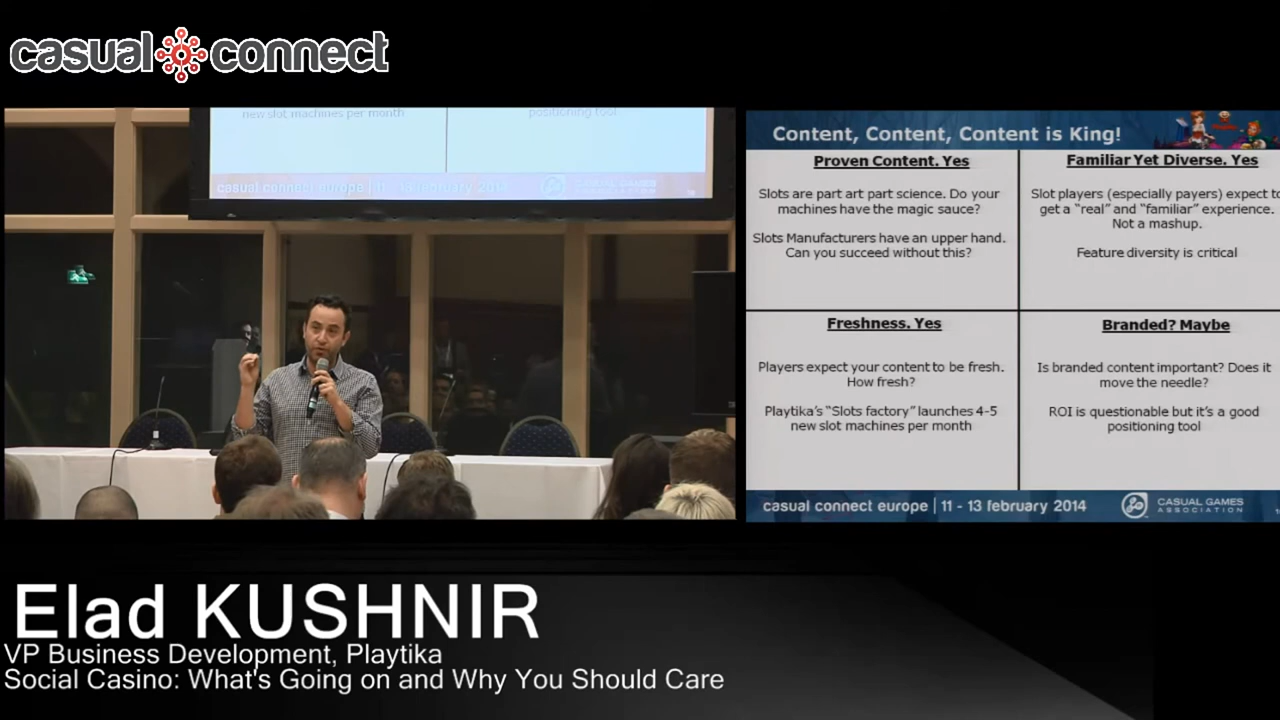 casual connect
new slot machines per month
positioning tool
casual connect europe | 11 - 13 february 2014
CASUAL GAMES
ASSOCIATION
Content, Content, Content is King!
Proven Content. Yes
Slots are part art part science. Do your
machines have the magic sauce?
Slots Manufacturers have an upper hand.
Can you succeed without this?
Familiar Yet Diverse. Yes
Slot players (especially payers) expect to
get a "real" and "familiar" experience.
Not a mashup.
Feature diversity is critical
Freshness. Yes
Players expect your content to be fresh.
How fresh?
Playtika's "Slots factory" launches 4-5
new slot machines per month
Branded? Maybe
Is branded content important? Does it
move the needle?
ROI is questionable but it's a good
positioning tool
casual connect europe | 11 - 13 february 2014
CASUAL GAMES
ASSOCIATION
Elad KUSHNIR
VP Business Development, Playtika
Social Casino: What's Going on and Why You Should Care